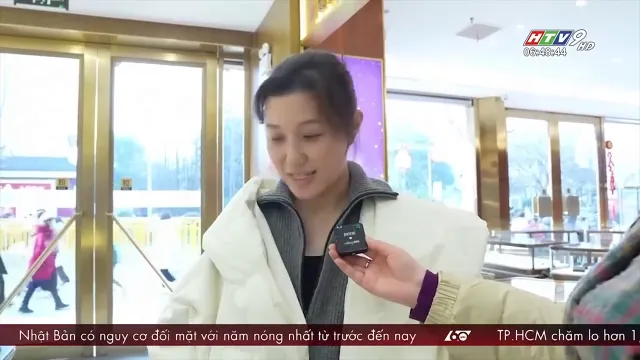 HTV9 HD
06:48:44
Nhật Bản có nguy cơ đối mặt với năm nóng nhất từ trước đến nay
60
TP.HCM chăm lo hơn 1